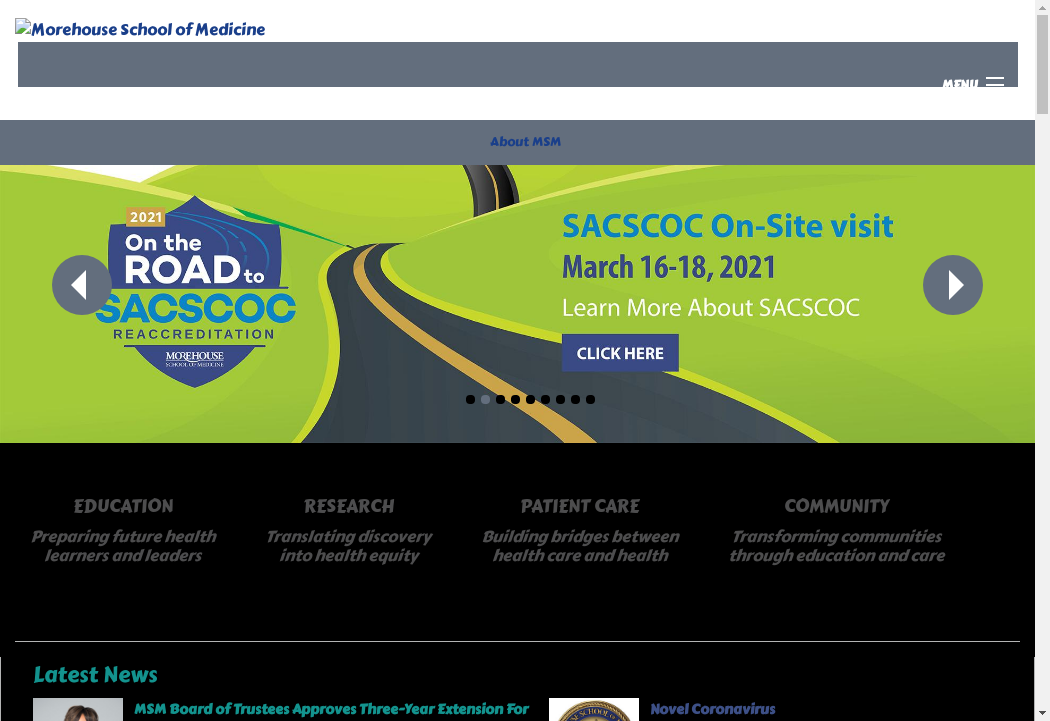 Morehouse School of Medicine
MENU
About MSM
2021
On the
ROAD to
SACSCOC
REACCREDITATION
MOREHOUSE
SCHOOL OF MEDICINE
SACSCOC On-Site visit
March 16-18, 2021
Learn More About SACSCOC
CLICK HERE
EDUCATION
Preparing future health
learners and leaders
RESEARCH
Translating discovery
into health equity
PATIENT CARE
Building bridges between
health care and health
COMMUNITY
Transforming communities
through education and care
Latest News
MSM Board of Trustees Approves Three-Year Extension For
Novel Coronavirus